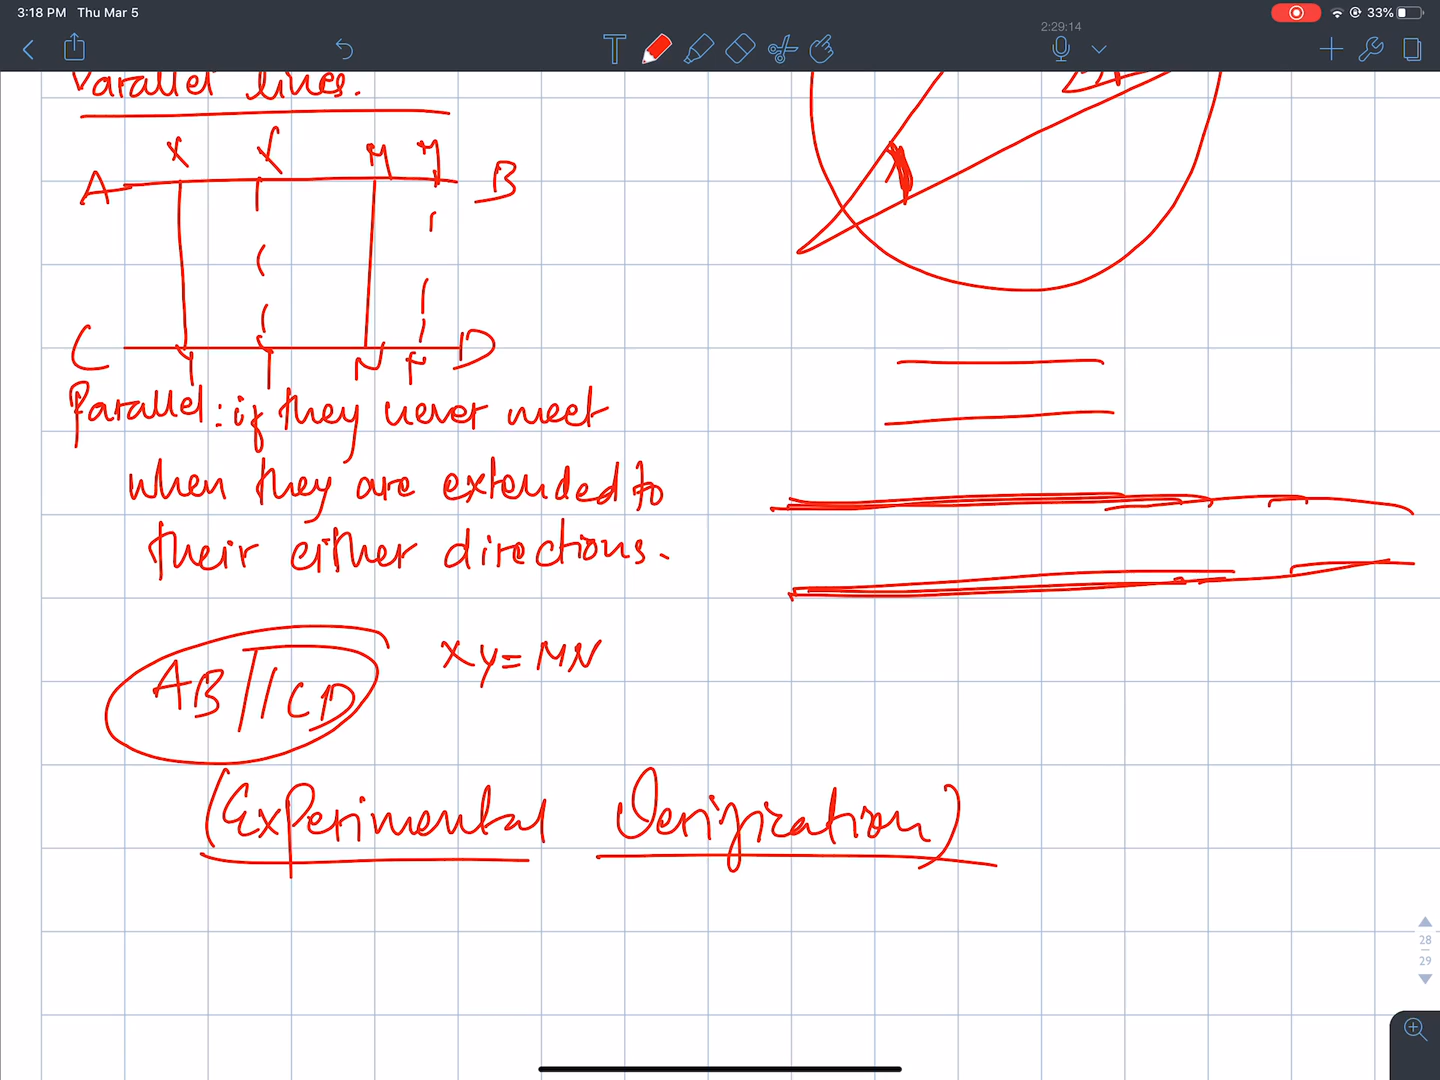 3:18 PM Thu Mar 5
33%
2:29:14
T
Parallel lines.
X Y M M
A B
C D
Y Y N N
Parallel: if they never meet
when they are extended to
their either directions.
AB//CD
XY=MN
(Experimental Verification)
28
29